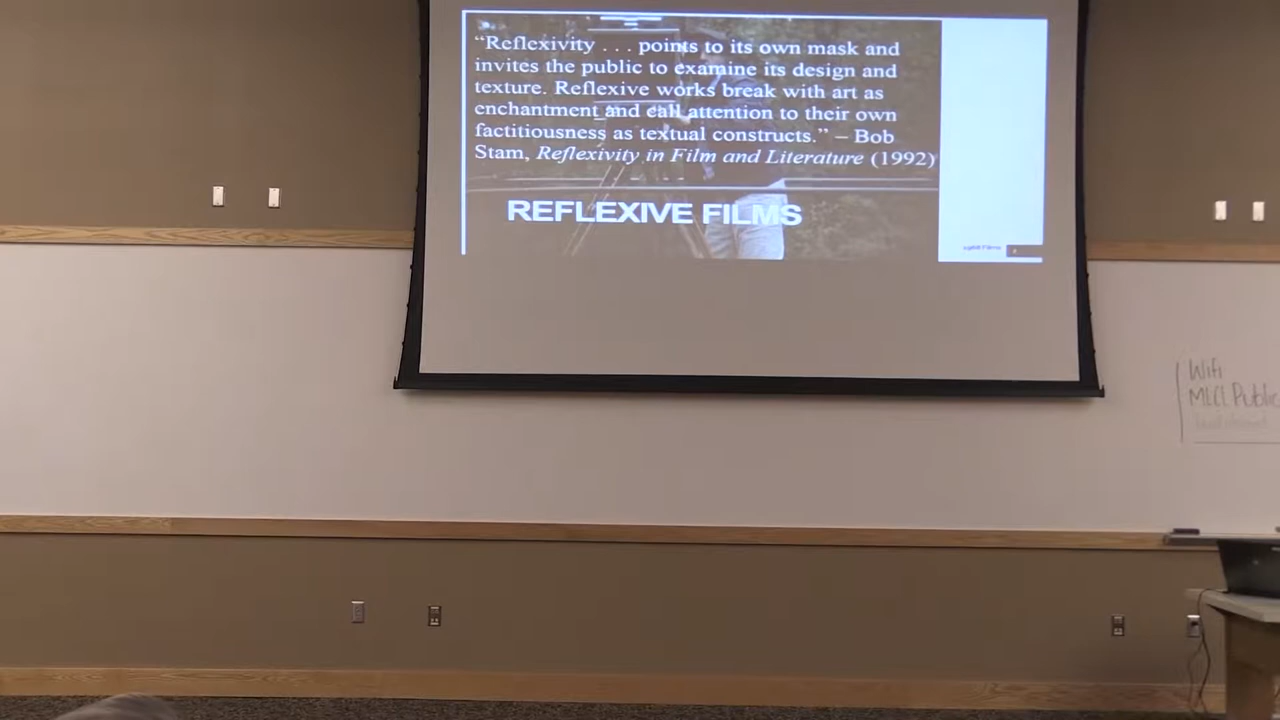 “Reflexivity . . . points to its own mask and
invites the public to examine its design and
texture. Reflexive works break with art as
enchantment and call attention to their own
factitiousness as textual constructs.” – Bob
Stam, Reflexivity in Film and Literature (1992)
REFLEXIVE FILMS
1968 Films
Wifi
Public